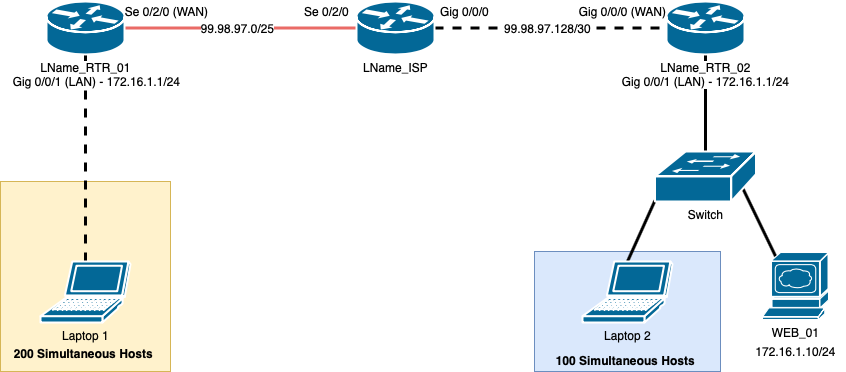 Se 0/2/0 (WAN)
Se 0/2/0
Gig 0/0/0
Gig 0/0/0 (WAN)
99.98.97.0/25
99.98.97.128/30
LName_RTR_01
Gig 0/0/1 (LAN) - 172.16.1.1/24
LName_ISP
LName_RTR_02
Gig 0/0/1 (LAN) - 172.16.1.1/24
Switch
Laptop 1
200 Simultaneous Hosts
Laptop 2
100 Simultaneous Hosts
WEB_01
172.16.1.10/24